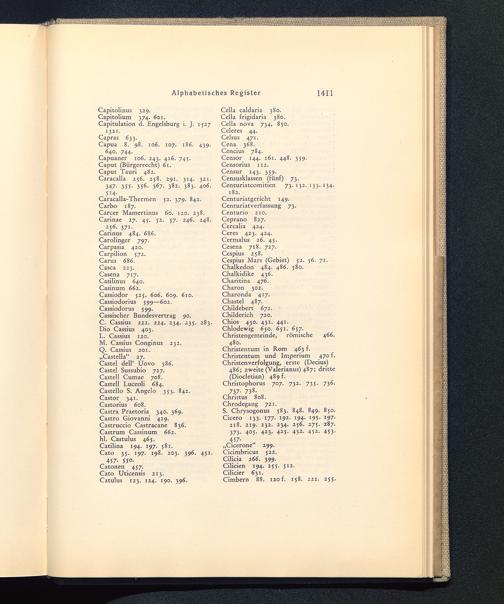 Alphabetisches Register
1411
Capitolinus 329.
Capitolium 374. 601.
Capitulation d. Engelsburg i. J. 1527
1321.
Capras 633.
Capua 8. 98. 106. 107. 186. 439.
640. 744.
Capuaner 106. 243. 416. 745.
Caput (Bürgerrecht) 61.
Caput Tauri 482.
Caracalla 256. 258. 291. 314. 321.
347. 355. 356. 367. 382. 383. 406.
514.
Caracalla-Thermen 52. 379. 842.
Carbo 187.
Carcer Mamertinus 60. 120. 238.
Carinae 27. 45. 52. 57. 246. 248.
256. 371.
Carinus 484. 686.
Carolinger 797.
Carpasia 420.
Carpilion 572.
Carus 686.
Casca 223.
Casena 717.
Casilinus 640.
Casinum 662.
Cassiodor 525. 606. 609. 610.
Cassiodorius 599—602.
Cassiodorus 599.
Cassischer Bundesvertrag 90.
C. Cassius 222. 224. 234. 235. 283.
Dio Cassius 403.
L. Cassius 120.
M. Cassius Conginus 232.
Q. Cassius 201.
„Castella“ 27.
Castel dell' Uovo 586.
Castel Sussubio 727.
Castell Cumae 708.
Castell Luceoli 684.
Castello S. Angelo 353. 842.
Castor 341.
Castorius 608.
Castra Praetoria 340. 369.
Castro Giovanni 419.
Castruccio Castracane 836.
Castrum Cassinum 662.
hl. Castulus 465.
Catilina 194. 197. 581.
Cato 35. 197. 198. 203. 396. 451.
457. 550.
Catonen 457.
Cato Uticensis 213.
Catulus 123. 124. 190. 396.
Cella caldaria 380.
Cella frigidaria 380.
Cella nova 734. 850.
Celeres 44.
Celsus 471.
Cena 368.
Cencius 784.
Censor 144. 161. 448. 359.
Censorius 112.
Censur 143. 359.
Censusklassen (fünf) 73.
Centuriatcomitien 73. 132. 133. 134.
182.
Centuriatgericht 149.
Centuriatverfassung 73.
Centurio 210.
Ceprano 827.
Cercalia 424.
Ceres 423. 424.
Cermalus 26. 45.
Cesena 718. 727.
Cespius 258.
Cespius Mars (Gebiet) 52. 56. 72.
Chalkedon 484. 486. 580.
Chalkidike 436.
Charitina 476.
Charon 302.
Charonda 417.
Chastel 487.
Childebert 672.
Childerich 720.
Chios 430. 431. 441.
Chlodewig 650. 651. 657.
Christengemeinde, römische 466.
480.
Christentum in Rom 463 f.
Christentum und Imperium 470 f.
Christenverfolgung, erste (Decius)
486; zweite (Valerianus) 487; dritte
(Diocletian) 489 f.
Christophorus 707. 732. 735. 736.
737. 738.
Christus 808.
Chrodegang 721.
S. Chrysogonus 583. 848. 849. 850.
Cicero 133. 177. 192. 194. 195. 197.
218. 219. 232. 234. 256. 275. 287.
373. 405. 423. 425. 432. 452. 453.
457.
„Cicerone“ 299.
Cicimbricus 522.
Cilicia 266. 399.
Cilicien 194. 255. 512.
Cilicier 631.
Cimbern 88. 120 f. 158. 222. 255.